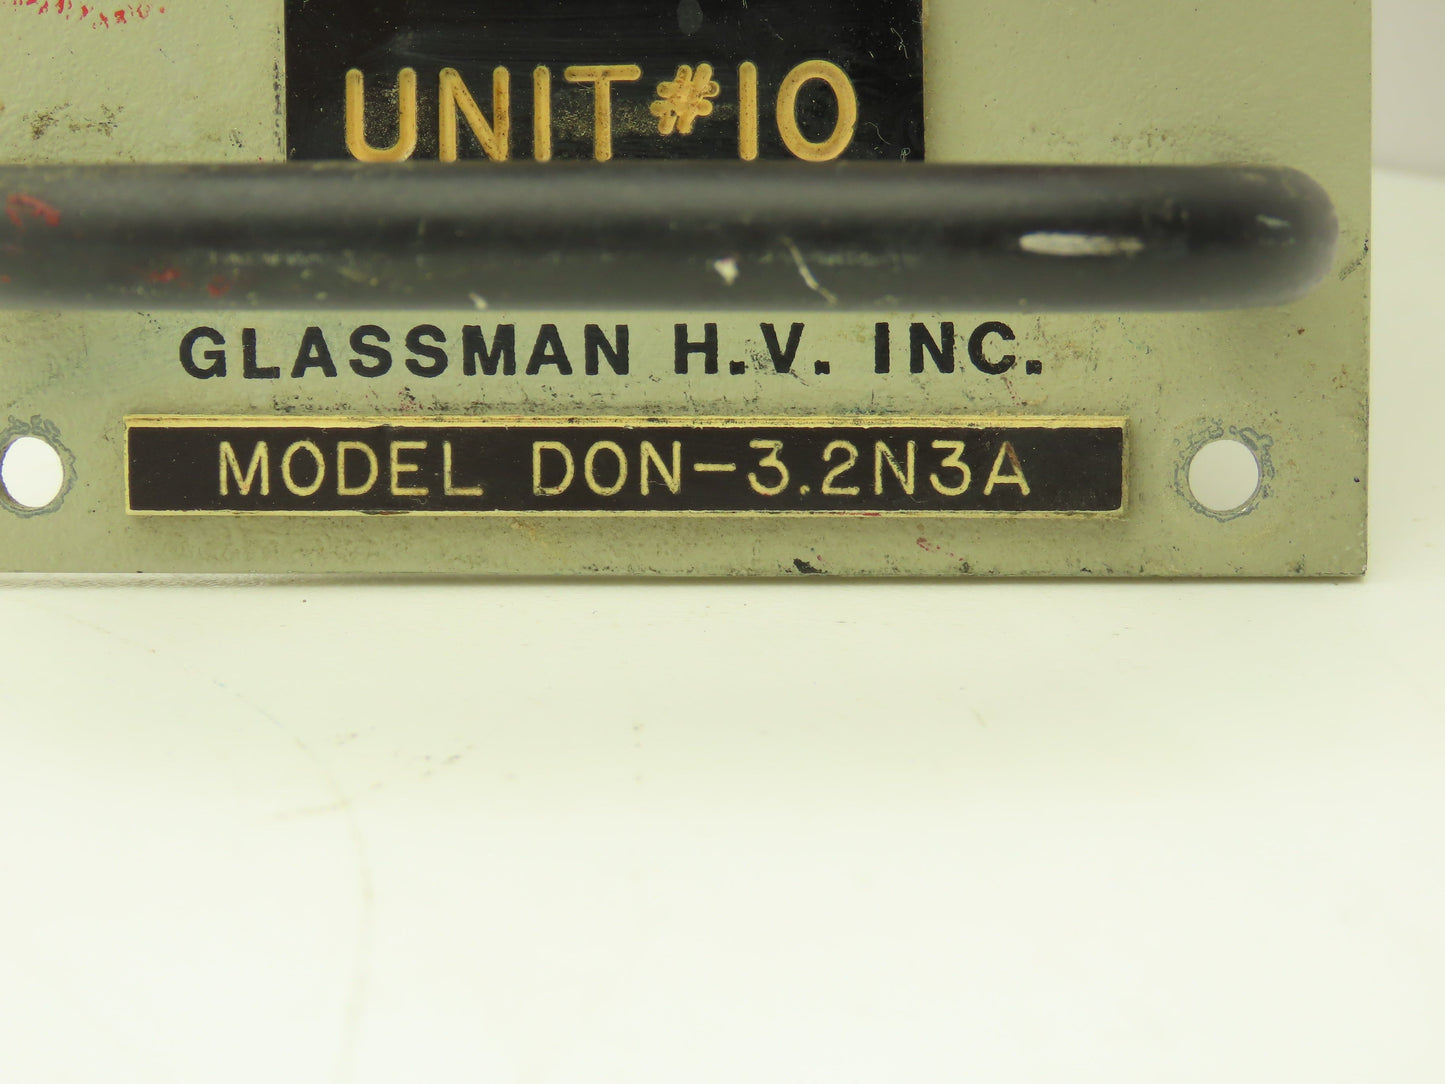 UNIT #10
GLASSMAN H.V. INC.
MODEL DON-3.2N3A